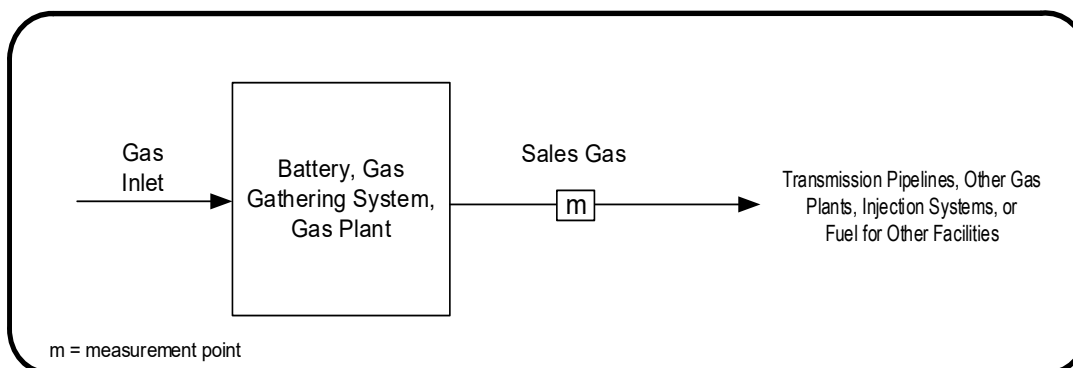 Gas
Inlet
Battery, Gas
Gathering System,
Gas Plant
Sales Gas
m
Transmission Pipelines, Other Gas
Plants, Injection Systems, or
Fuel for Other Facilities
m = measurement point